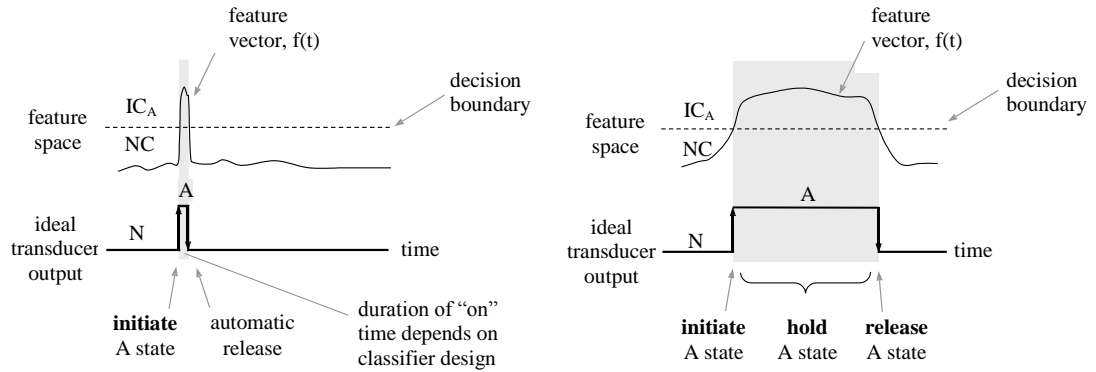 feature
vector, f(t)
decision
boundary
feature
space
IC_A
NC
A
ideal
transducer
output
N
time
initiate
A state
automatic
release
duration of “on”
time depends on
classifier design
feature
vector, f(t)
decision
boundary
feature
space
IC_A
NC
A
ideal
transducer
output
N
time
initiate
A state
hold
A state
release
A state